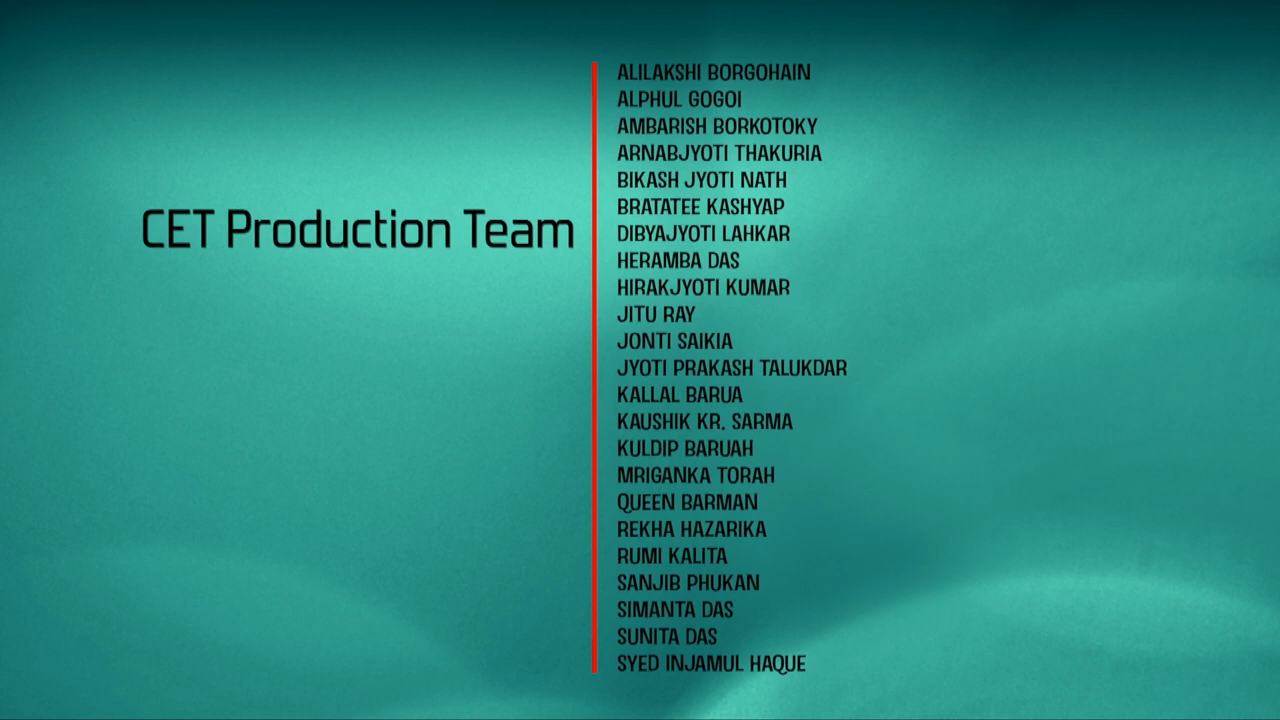 CET Production Team
ALILAKSHI BORGOHAIN
ALPHUL GOGOI
AMBARISH BORKOTOKY
ARNABJYOTI THAKURIA
BIKASH JYOTI NATH
BRATATEE KASHYAP
DIBYAJYOTI LAHKAR
HERAMBA DAS
HIRAKJYOTI KUMAR
JITU RAY
JONTI SAIKIA
JYOTI PRAKASH TALUKDAR
KALLAL BARUA
KAUSHIK KR. SARMA
KULDIP BARUAH
MRIGANKA TORAH
QUEEN BARMAN
REKHA HAZARIKA
RUMI KALITA
SANJIB PHUKAN
SIMANTA DAS
SUNITA DAS
SYED INJAMUL HAQUE